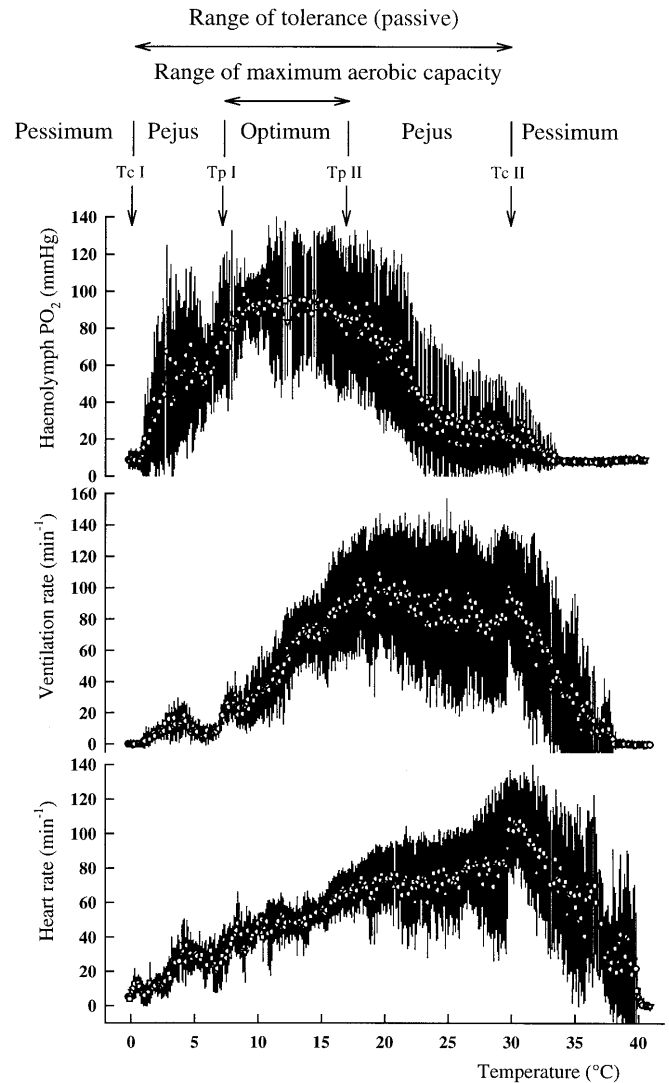 Range of tolerance (passive)
Range of maximum aerobic capacity
Pessimum Pejus Optimum Pejus Pessimum
Tc I Tp I Tp II Tc II
Haemolymph PO2 (mmHg)
140
120
100
80
60
40
20
0
Ventilation rate (min-1)
160
140
120
100
80
60
40
20
0
Heart rate (min-1)
140
120
100
80
60
40
20
0
0 5 10 15 20 25 30 35 40
Temperature (°C)